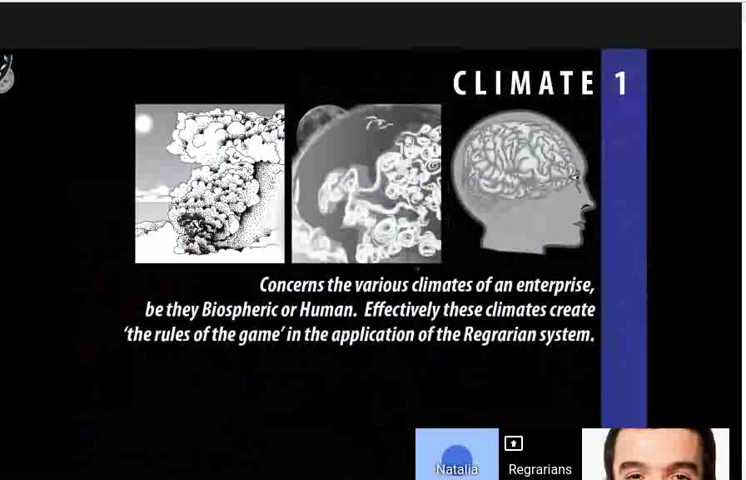 CLIMATE 1
Concerns the various climates of an enterprise,
be they Biospheric or Human. Effectively these climates create
'the rules of the game' in the application of the Regrarian system.
Natalia
Regrarians